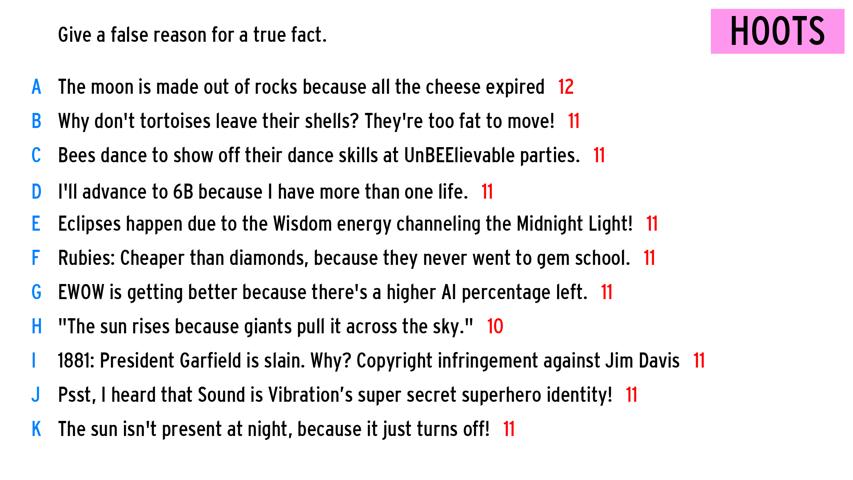 Give a false reason for a true fact.
HOOTS
A The moon is made out of rocks because all the cheese expired 12
B Why don't tortoises leave their shells? They're too fat to move! 11
C Bees dance to show off their dance skills at UnBEElievable parties. 11
D I'll advance to 6B because I have more than one life. 11
E Eclipses happen due to the Wisdom energy channeling the Midnight Light! 11
F Rubies: Cheaper than diamonds, because they never went to gem school. 11
G EWOW is getting better because there's a higher AI percentage left. 11
H "The sun rises because giants pull it across the sky." 10
I 1881: President Garfield is slain. Why? Copyright infringement against Jim Davis 11
J Psst, I heard that Sound is Vibration’s super secret superhero identity! 11
K The sun isn't present at night, because it just turns off! 11